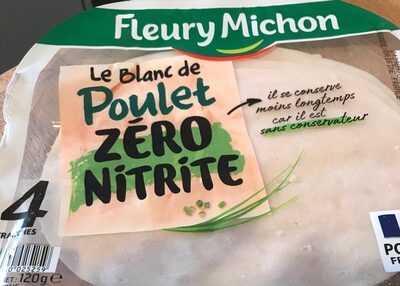 Fleury Michon
Le Blanc de
Poulet
ZÉRO
NITRITE
il se conserve
moins longtemps
car il est
sans conservateur
4
120g